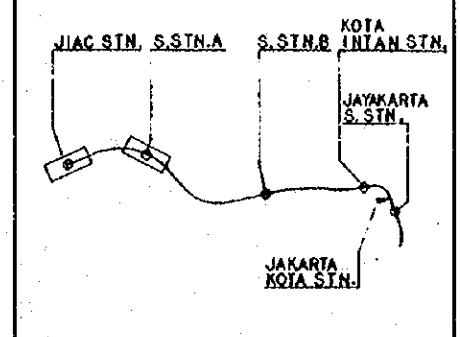 JIAC STN.
S.STN.A
S.STN.B
KOTA
INTAN STN.
JAYAKARTA
S. STN.
JAKARTA
KOTA STN.